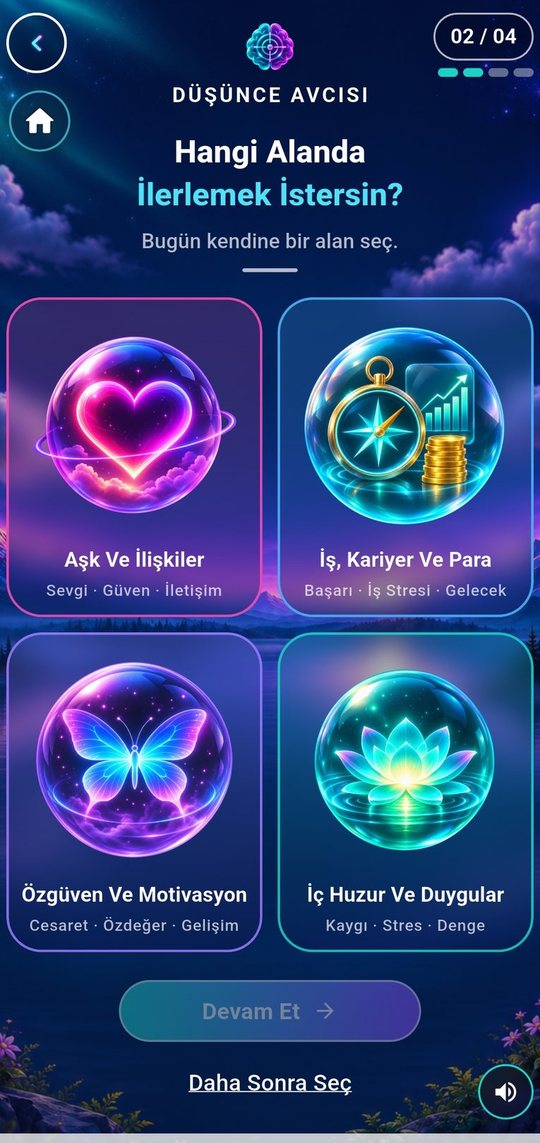 02 / 04
DÜŞÜNCE AVCISI
Hangi Alanda
İlerlemek İstersin?
Bugün kendine bir alan seç.
Aşk Ve İlişkiler
Sevgi · Güven · İletişim
İş, Kariyer Ve Para
Başarı · İş Stresi · Gelecek
Özgüven Ve Motivasyon
Cesaret · Özdeğer · Gelişim
İç Huzur Ve Duygular
Kaygı · Stres · Denge
Devam Et →
Daha Sonra Seç